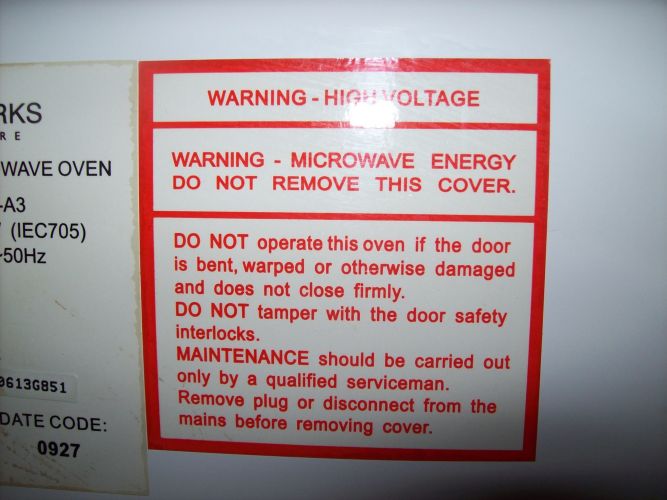 RKS
R E
WAVE OVEN
-A3
(IEC705)
~50Hz
0613G851
DATE CODE:
0927
WARNING - HIGH VOLTAGE
WARNING - MICROWAVE ENERGY
DO NOT REMOVE THIS COVER.
DO NOT operate this oven if the door
is bent, warped or otherwise damaged
and does not close firmly.
DO NOT tamper with the door safety
interlocks.
MAINTENANCE should be carried out
only by a qualified serviceman.
Remove plug or disconnect from the
mains before removing cover.